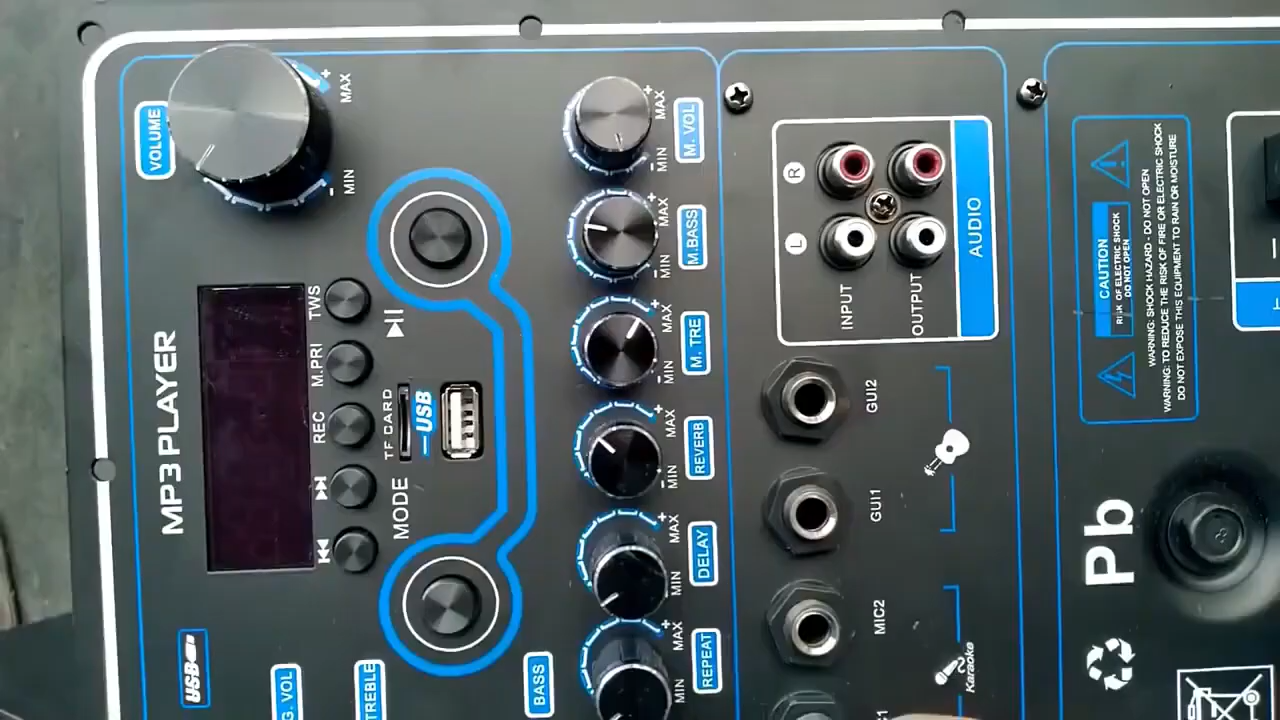 VOLUME
+
MAX
MIN
MP3 PLAYER
TWS
M.PRI
REC
TF CARD
USB
MODE
USB
G. VOL
TREBLE
BASS
+
MAX
MIN
M. VOL
+
MAX
MIN
M.BASS
+
MAX
MIN
M. TRE
+
MAX
MIN
REVERB
+
MAX
MIN
DELAY
+
MAX
MIN
REPEAT
R
L
INPUT
OUTPUT
AUDIO
GUI2
GUI1
MIC2
Karaoke
CAUTION
RISK OF ELECTRIC SHOCK
DO NOT OPEN
WARNING: SHOCK HAZARD - DO NOT OPEN
WARNING: TO REDUCE THE RISK OF FIRE OR ELECTRIC SHOCK
DO NOT EXPOSE THIS EQUIPMENT TO RAIN OR MOISTURE
Pb